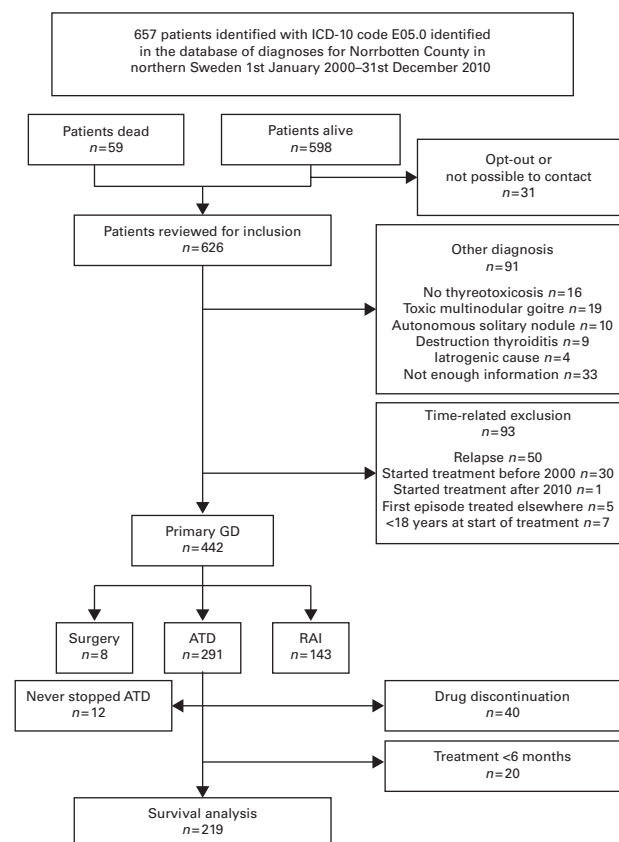 657 patients identified with ICD-10 code E05.0 identified
in the database of diagnoses for Norrbotten County in
northern Sweden 1st January 2000–31st December 2010
Patients dead
n=59
Patients alive
n=598
Opt-out or
not possible to contact
n=31
Patients reviewed for inclusion
n=626
Other diagnosis
n=91
No thyreotoxicosis n=16
Toxic multinodular goitre n=19
Autonomous solitary nodule n=10
Destruction thyroiditis n=9
Iatrogenic cause n=4
Not enough information n=33
Time-related exclusion
n=93
Relapse n=50
Started treatment before 2000 n=30
Started treatment after 2010 n=1
First episode treated elsewhere n=5
<18 years at start of treatment n=7
Primary GD
n=442
Surgery
n=8
ATD
n=291
RAI
n=143
Never stopped ATD
n=12
Drug discontinuation
n=40
Treatment <6 months
n=20
Survival analysis
n=219